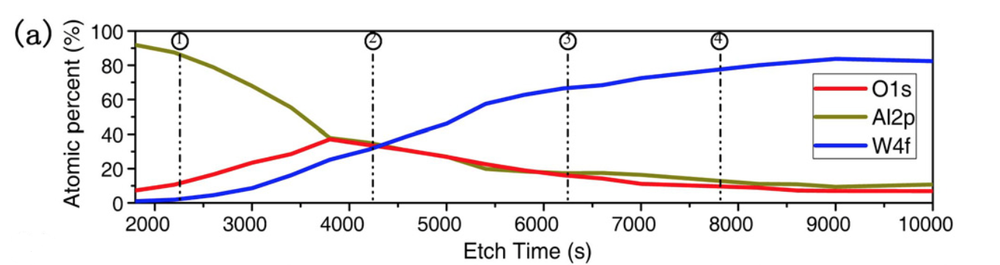 (a)
Atomic percent (%)
100
80
60
40
20
0
① ② ③ ④
O1s
Al2p
W4f
2000 3000 4000 5000 6000 7000 8000 9000 10000
Etch Time (s)